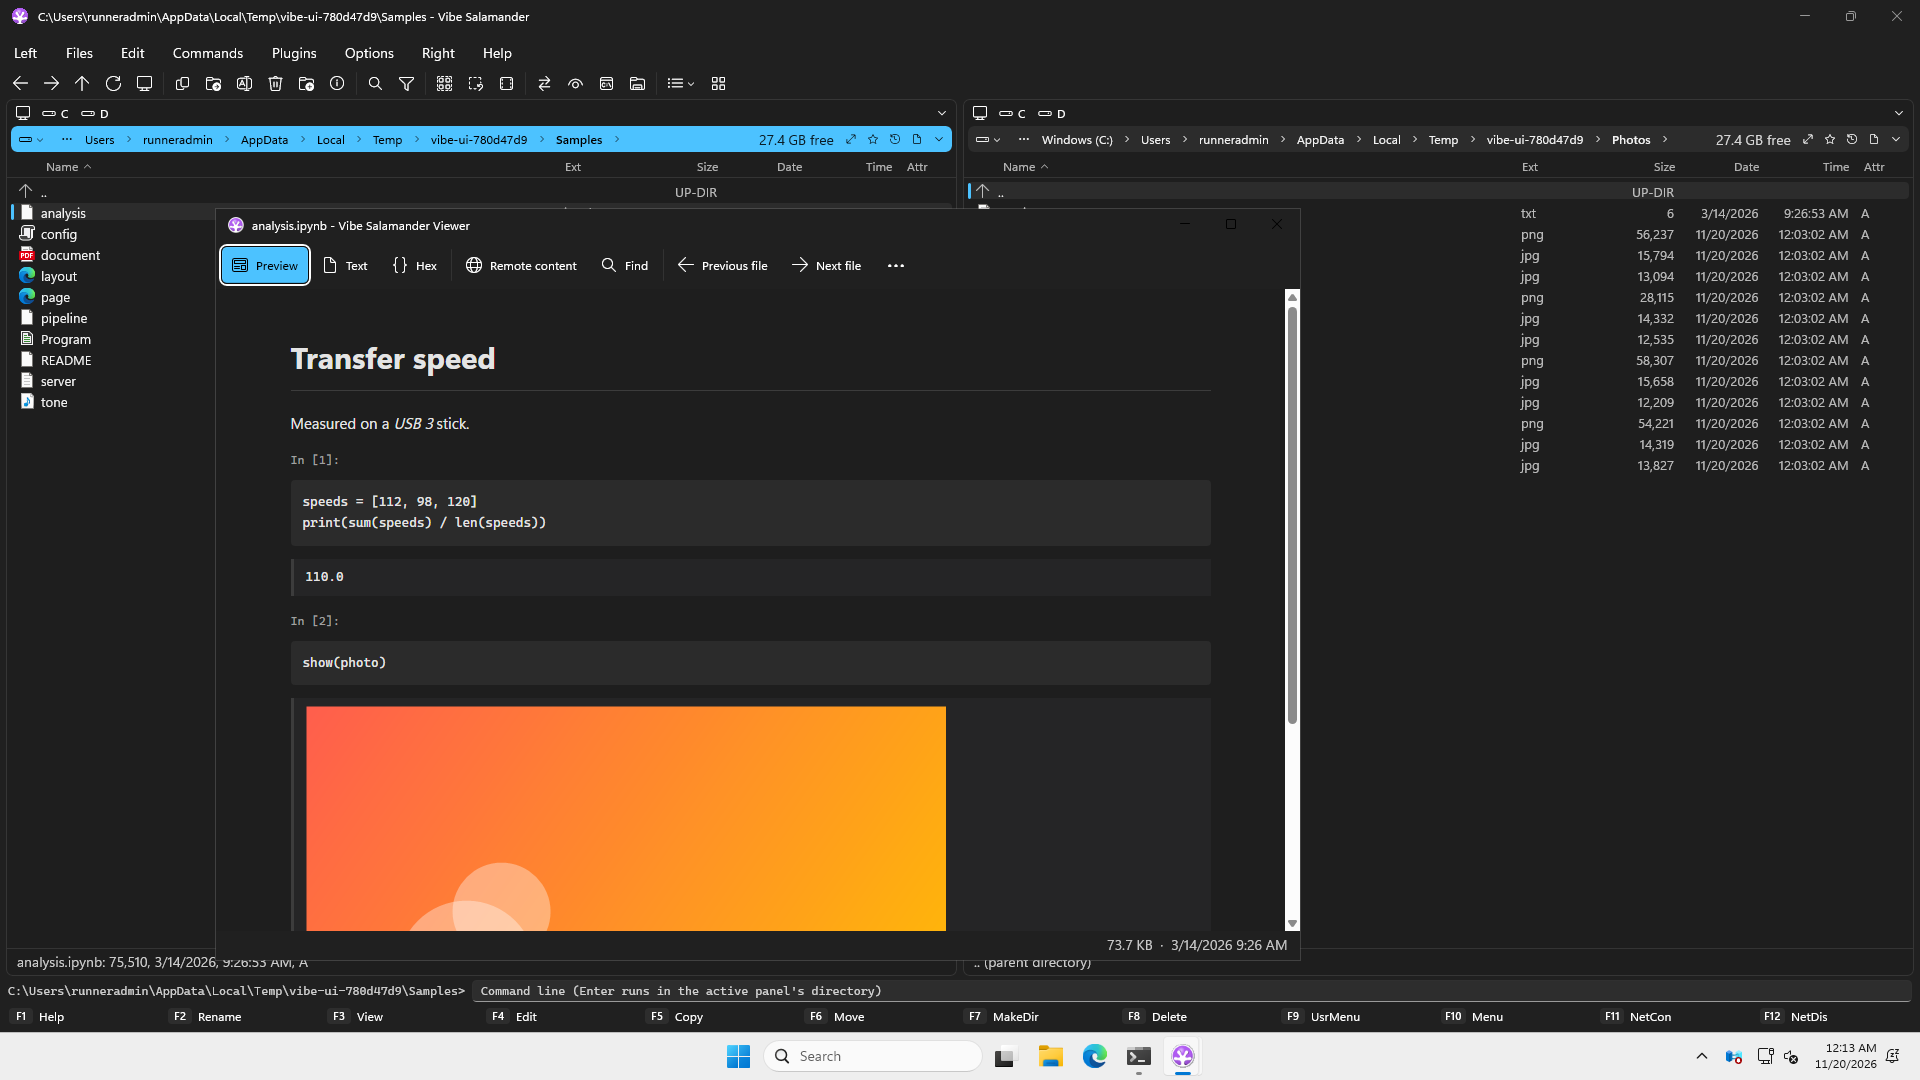 C:\Users\runneradmin\AppData\Local\Temp\vibe-ui-780d47d9\Samples - Vibe Salamander
Left Files Edit Commands Plugins Options Right Help
C D
Users runneradmin AppData Local Temp vibe-ui-780d47d9 Samples 27.4 GB free
Name Ext Size Date Time Attr
.. UP-DIR
analysis
config
document
layout
page
pipeline
Program
README
server
tone
analysis.ipynb: 75,510, 3/14/2026, 9:26:53 AM, A
C D
Windows (C:) Users runneradmin AppData Local Temp vibe-ui-780d47d9 Photos 27.4 GB free
Name Ext Size Date Time Attr
.. UP-DIR
txt 6 3/14/2026 9:26:53 AM A
png 56,237 11/20/2026 12:03:02 AM A
jpg 15,794 11/20/2026 12:03:02 AM A
jpg 13,094 11/20/2026 12:03:02 AM A
png 28,115 11/20/2026 12:03:02 AM A
jpg 14,332 11/20/2026 12:03:02 AM A
jpg 12,535 11/20/2026 12:03:02 AM A
png 58,307 11/20/2026 12:03:02 AM A
jpg 15,658 11/20/2026 12:03:02 AM A
jpg 12,209 11/20/2026 12:03:02 AM A
png 54,221 11/20/2026 12:03:02 AM A
jpg 14,319 11/20/2026 12:03:02 AM A
jpg 13,827 11/20/2026 12:03:02 AM A
.. (parent directory)
analysis.ipynb - Vibe Salamander Viewer
Preview Text Hex Remote content Find Previous file Next file
Transfer speed
Measured on a USB 3 stick.
In [1]:
speeds = [112, 98, 120]
print(sum(speeds) / len(speeds))
110.0
In [2]:
show(photo)
73.7 KB · 3/14/2026 9:26 AM
C:\Users\runneradmin\AppData\Local\Temp\vibe-ui-780d47d9\Samples> Command line (Enter runs in the active panel's directory)
F1 Help F2 Rename F3 View F4 Edit F5 Copy F6 Move F7 MakeDir F8 Delete F9 UsrMenu F10 Menu F11 NetCon F12 NetDis
Search
12:13 AM
11/20/2026